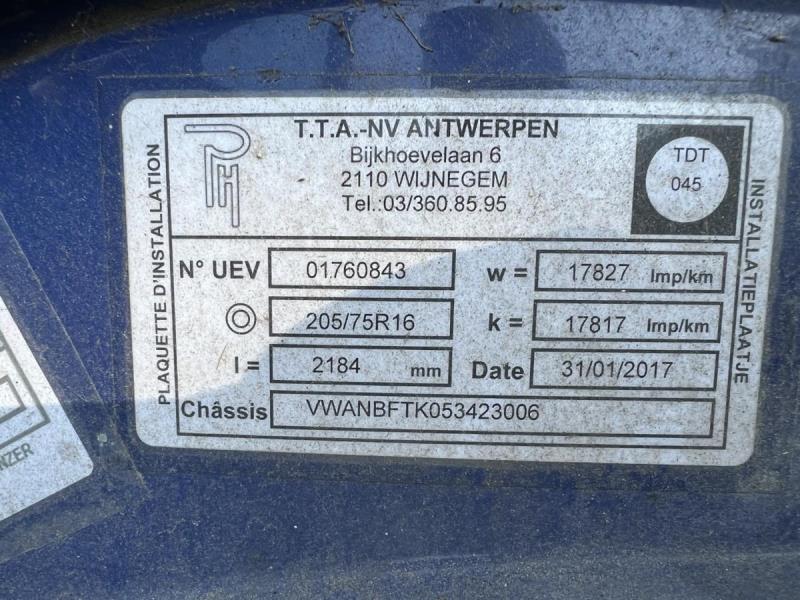 T.T.A.-NV ANTWERPEN
Bijkhoevelaan 6
2110 WIJNEGEM
Tel.:03/360.85.95
TDT
045
PLAQUETTE D'INSTALLATION
INSTALLATIEPLAATJE
N° UEV 01760843 w = 17827 Imp/km
205/75R16 k = 17817 Imp/km
l = 2184 mm Date 31/01/2017
Châssis VWANBFTK053423006